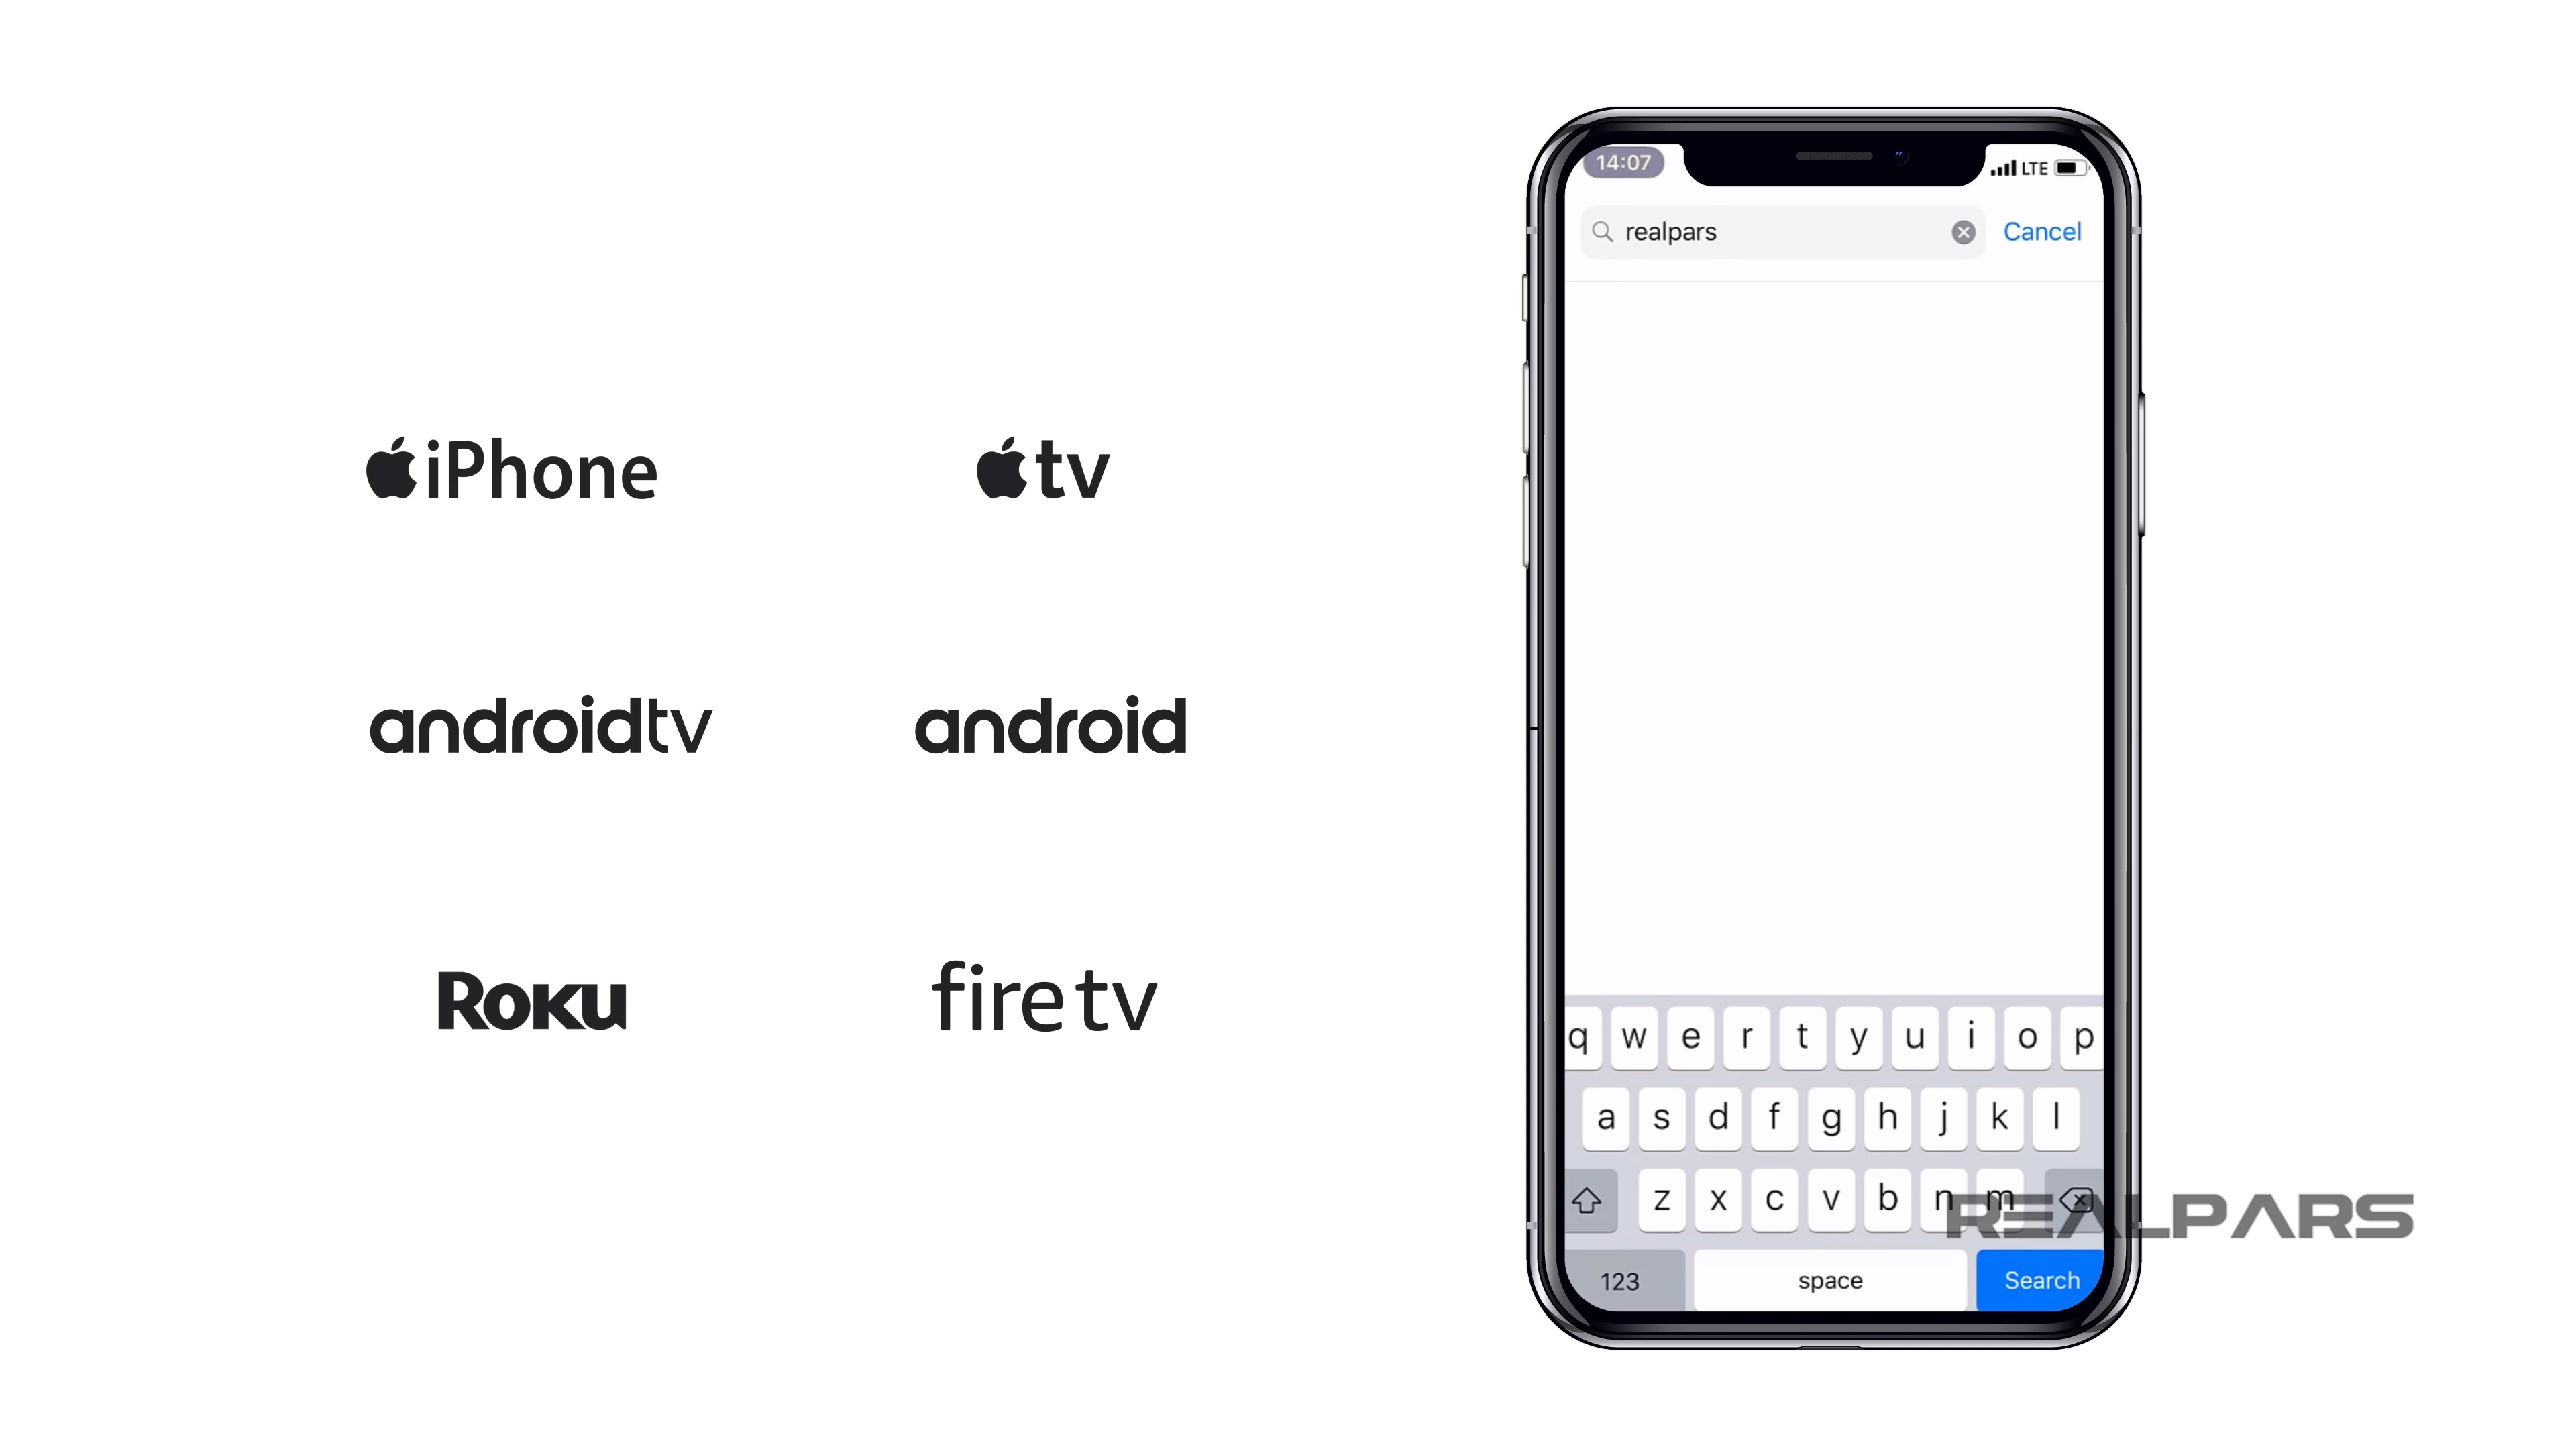 iPhone
tv
androidtv
android
Roku
fire tv
14:07
LTE
realpars
Cancel
q w e r t y u i o p
a s d f g h j k l
z x c v b n m
REALPARS
123
space
Search